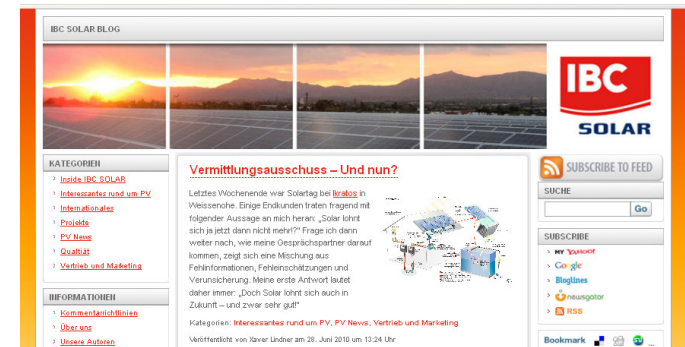 IBC SOLAR BLOG
IBC
SOLAR
KATEGORIEN
Inside IBC SOLAR
Interessantes rund um PV
Internationales
Projekte
PV News
Qualität
Vertrieb und Marketing
INFORMATIONEN
Kommentarrichtlinien
Über uns
Unsere Autoren
Vermittlungsausschuss – Und nun?
Letztes Wochenende war Solartag bei Ikratos in
Weissenohe. Einige Endkunden traten fragend mit
folgender Aussage an mich heran: „Solar lohnt
sich ja jetzt dann nicht mehr!?“ Frage ich dann
weiter nach, wie meine Gesprächspartner darauf
kommen, zeigt sich eine Mischung aus
Fehlinformationen, Fehleinschätzungen und
Verunsicherung. Meine erste Antwort lautet
daher immer: „Doch Solar lohnt sich auch in
Zukunft – und zwar sehr gut!“
Kategorien: Interessantes rund um PV, PV News, Vertrieb und Marketing
Veröffentlicht von Xaver Lindner am 28. Juni 2010 um 13:24 Uhr
SUBSCRIBE TO FEED
SUCHE
Go
SUBSCRIBE
MY YAHOO!
Google
Bloglines
newsgator
RSS
Bookmark